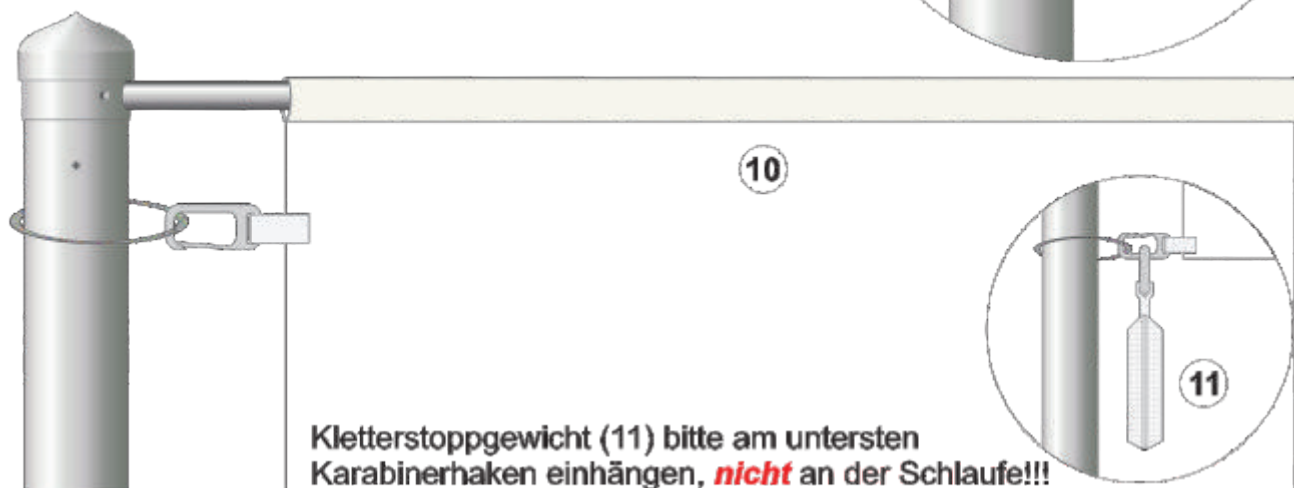 10
11
Kletterstoppgewicht (11) bitte am untersten
Karabinerhaken einhängen, nicht an der Schlaufe!!!